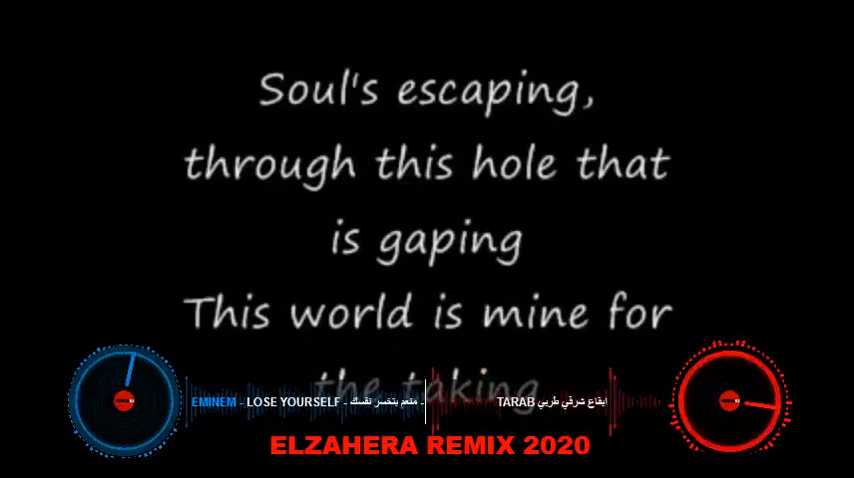 Soul's escaping,
through this hole that
is gaping
This world is mine for
the taking
EMINEM - LOSE YOURSELF - منعم بتخسر نفسك -
TARAB ايقاع شرقي طربي
ELZAHERA REMIX 2020